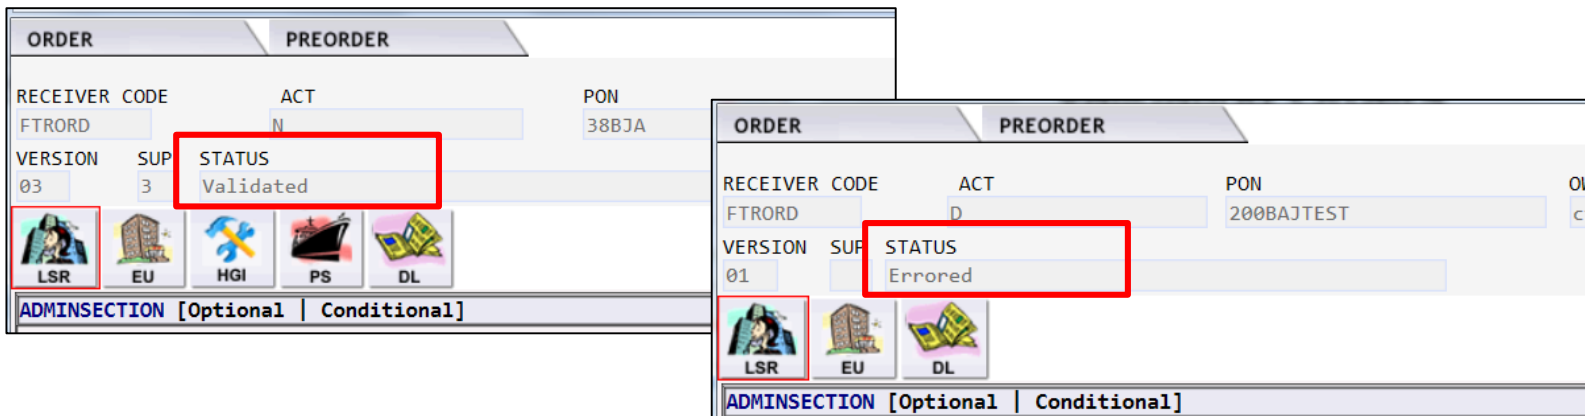 ORDER PREORDER
RECEIVER CODE ACT PON
FTRORD N 38BJA
VERSION SUP STATUS
03 3 Validated
LSR EU HGI PS DL
ADMINSECTION [Optional | Conditional]
ORDER PREORDER
RECEIVER CODE ACT PON
FTRORD D 200BAJTEST
VERSION SUP STATUS
01 Errored
LSR EU DL
ADMINSECTION [Optional | Conditional]